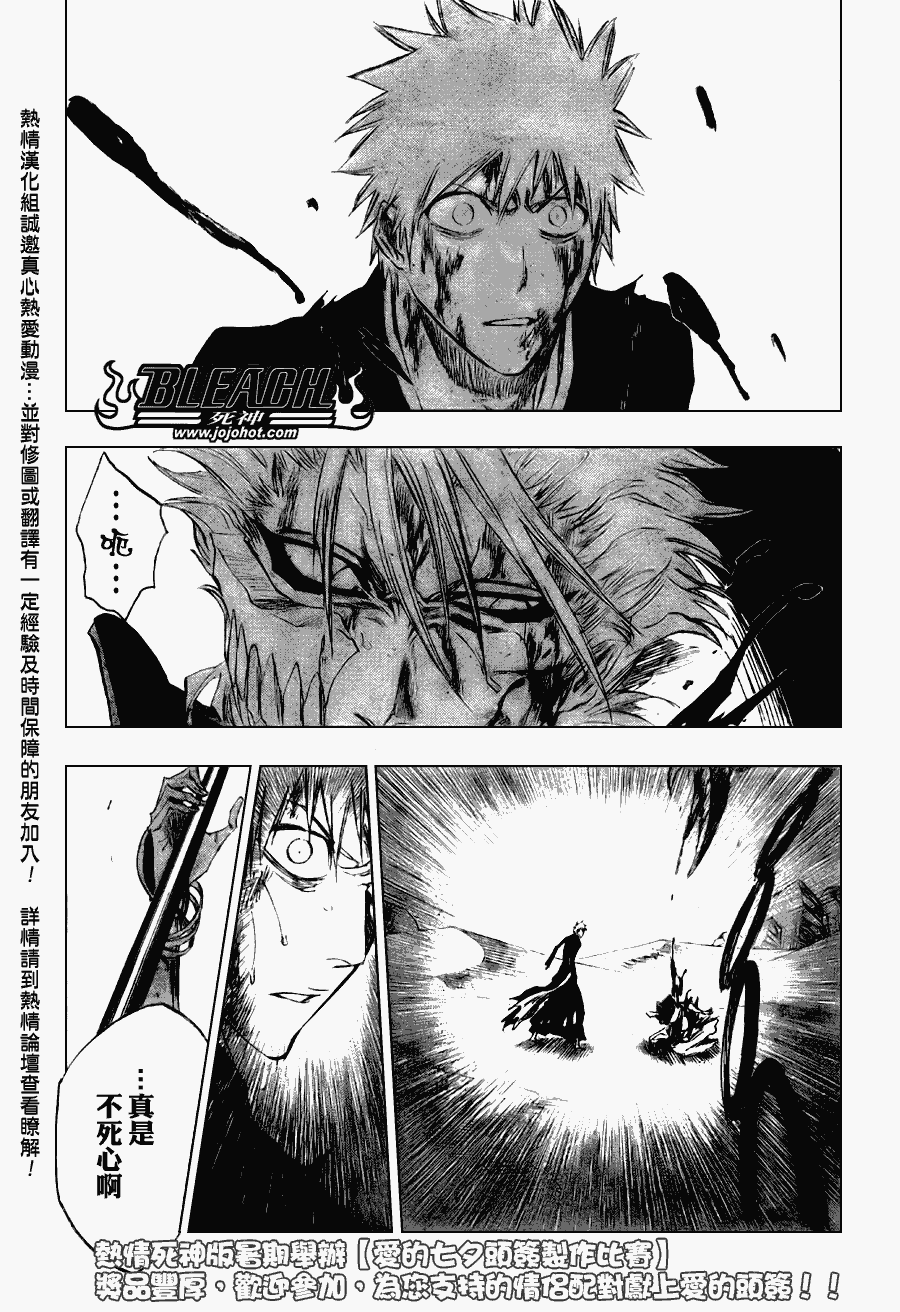 熱情漢化組誠邀真心熱愛動漫…並對修圖或翻譯有一定經驗及時間保障的朋友加入！ 詳情請到熱情論壇查看瞭解！
BLEACH
死神
www.jojohot.com
…呃…
…真是
不死心啊
熱情死神版暑期舉辦【愛的七夕頭簽製作比賽】
獎品豐厚，歡迎參加，為您支持的情侶配對獻上愛的頭簽！！